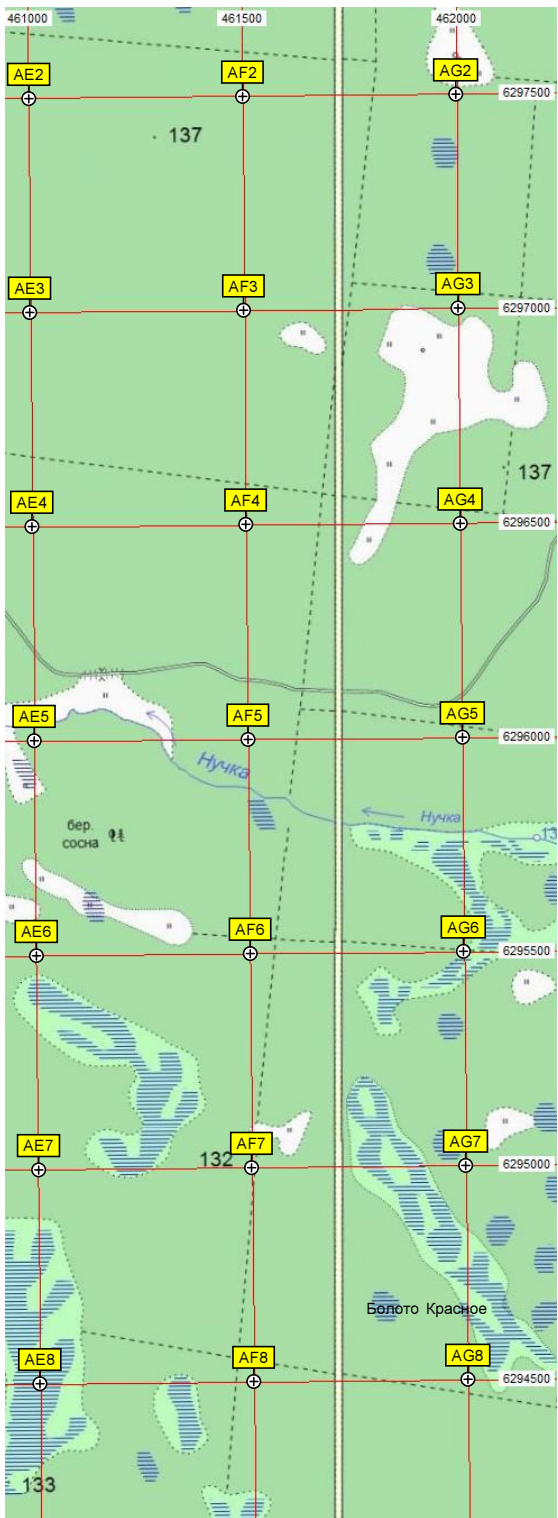 461000 461500 462000
AE2 AF2 AG2
6297500
137
AE3 AF3 AG3
6297000
137
AE4 AF4 AG4
6296500
AE5 AF5 AG5
6296000
Нучка
Нучка
бер.
сосна
AE6 AF6 AG6
6295500
AE7 AF7 AG7
132
6295000
Болото Красное
AE8 AF8 AG8
6294500
133